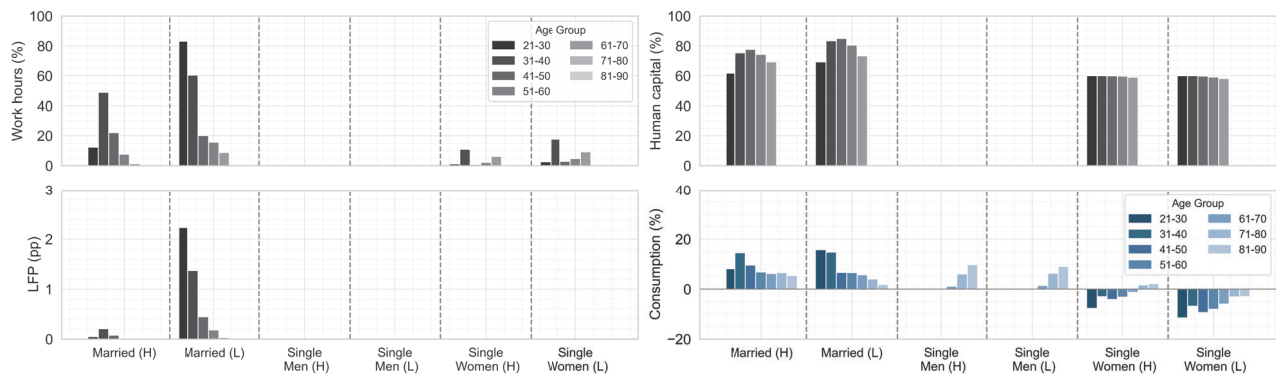 100
80
60
40
20
0
Work hours (%)
Age Group
21-30
31-40
41-50
51-60
61-70
71-80
81-90
3
2
1
0
LFP (pp)
Married (H)
Married (L)
Single
Men (H)
Single
Men (L)
Single
Women (H)
Single
Women (L)
100
80
60
40
20
0
Human capital (%)
40
20
0
−20
Consumption (%)
Age Group
21-30
31-40
41-50
51-60
61-70
71-80
81-90
Married (H)
Married (L)
Single
Men (H)
Single
Men (L)
Single
Women (H)
Single
Women (L)